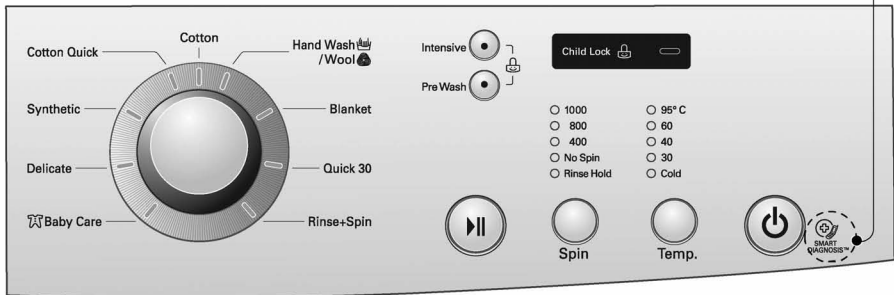 Cotton Quick
Cotton
Hand Wash
/Wool
Synthetic
Blanket
Delicate
Quick 30
Baby Care
Rinse+Spin
Intensive
Pre Wash
Child Lock
1000
800
400
No Spin
Rinse Hold
95° C
60
40
30
Cold
Spin
Temp.
SMART
DIAGNOSIS™